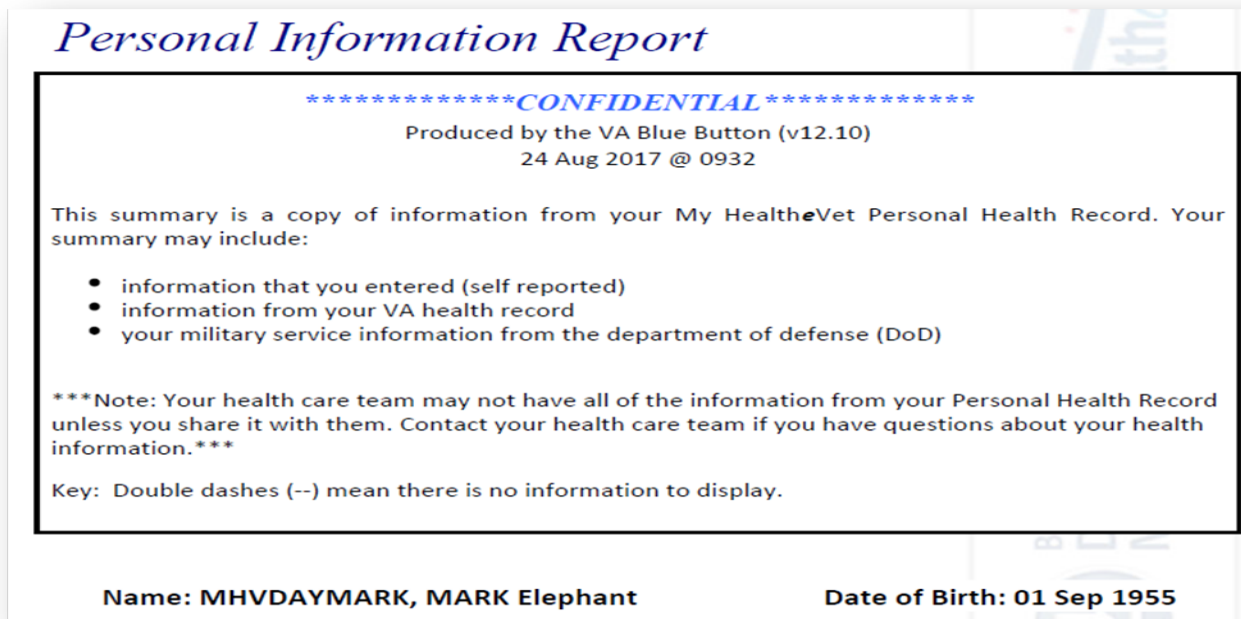 Personal Information Report
*************CONFIDENTIAL*************
Produced by the VA Blue Button (v12.10)
24 Aug 2017 @ 0932
This summary is a copy of information from your My HealtheVet Personal Health Record. Your
summary may include:
• information that you entered (self reported)
• information from your VA health record
• your military service information from the department of defense (DoD)
***Note: Your health care team may not have all of the information from your Personal Health Record
unless you share it with them. Contact your health care team if you have questions about your health
information.***
Key: Double dashes (--) mean there is no information to display.
Name: MHVDAYMARK, MARK Elephant
Date of Birth: 01 Sep 1955